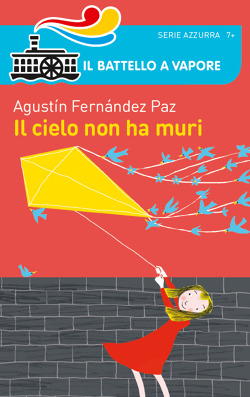 SERIE AZZURRA 7+
IL BATTELLO A VAPORE
Agustín Fernández Paz
Il cielo non ha muri